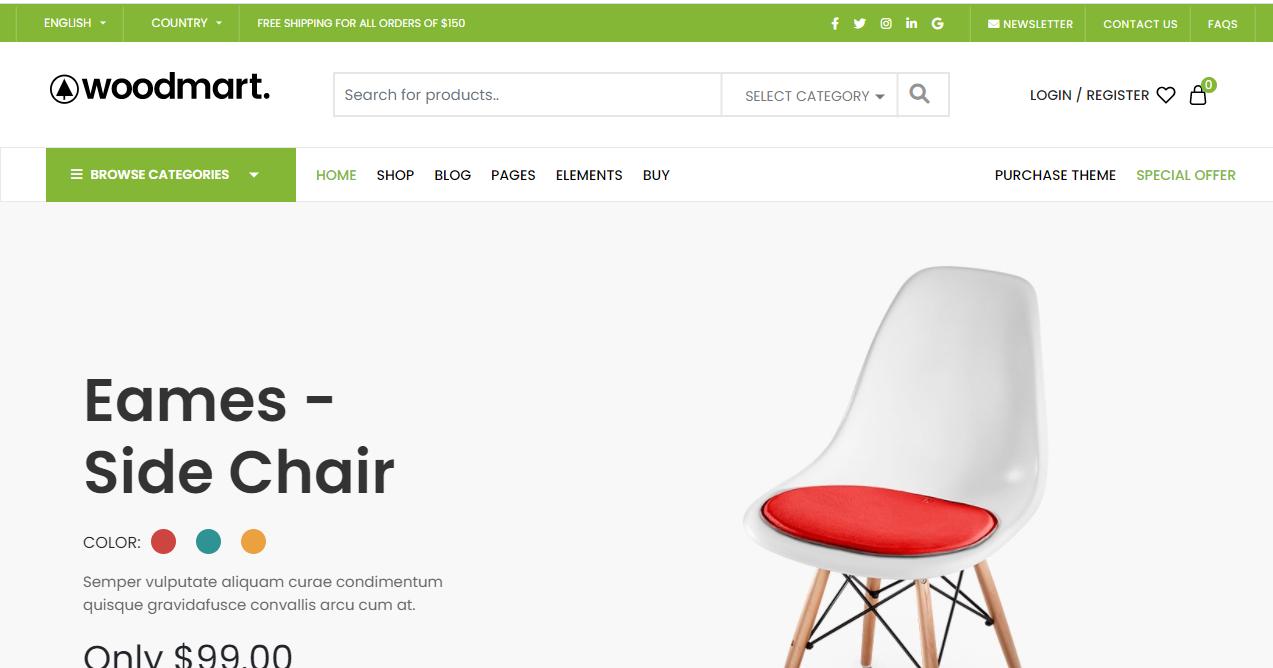 ENGLISH COUNTRY FREE SHIPPING FOR ALL ORDERS OF $150 NEWSLETTER CONTACT US FAQS
woodmart.
Search for products.. SELECT CATEGORY LOGIN / REGISTER 0
BROWSE CATEGORIES HOME SHOP BLOG PAGES ELEMENTS BUY PURCHASE THEME SPECIAL OFFER
Eames -
Side Chair
COLOR:
Semper vulputate aliquam curae condimentum
quisque gravidafusce convallis arcu cum at.
Only $99.00